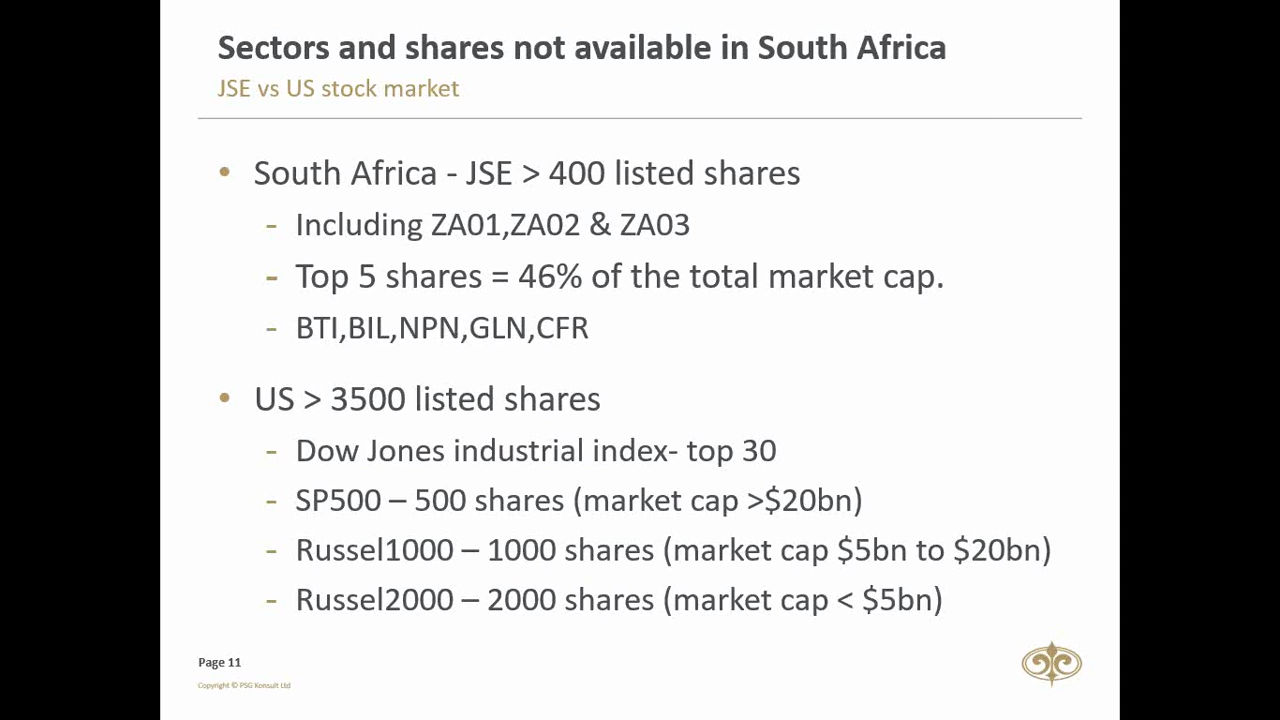 Sectors and shares not available in South Africa
JSE vs US stock market
• South Africa - JSE > 400 listed shares
- Including ZA01,ZA02 & ZA03
- Top 5 shares = 46% of the total market cap.
- BTI,BIL,NPN,GLN,CFR
• US > 3500 listed shares
- Dow Jones industrial index- top 30
- SP500 – 500 shares (market cap >$20bn)
- Russel1000 – 1000 shares (market cap $5bn to $20bn)
- Russel2000 – 2000 shares (market cap < $5bn)
Page 11
Copyright © PSG Konsult Ltd